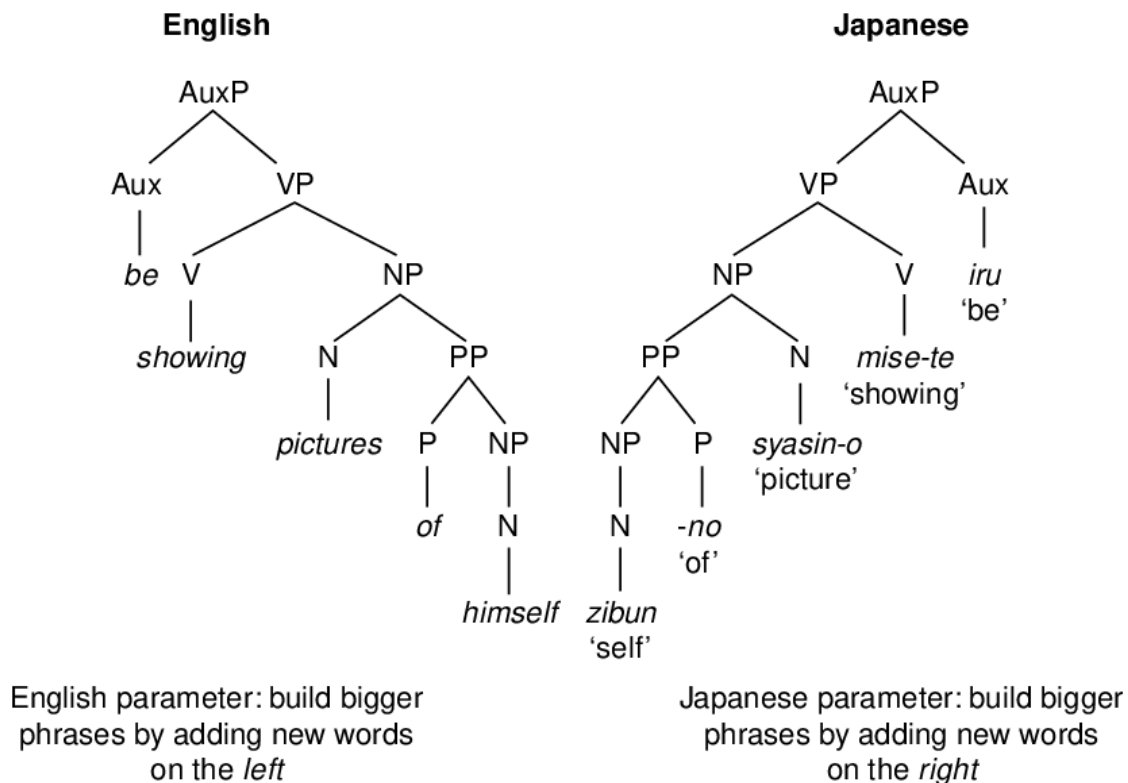 English
Japanese
AuxP
AuxP
Aux
VP
VP
Aux
be
V
NP
NP
V
iru
‘be’
showing
N
PP
PP
N
mise-te
‘showing’
pictures
P
NP
NP
P
syasin-o
‘picture’
of
N
N
-no
‘of’
himself
zibun
‘self’
English parameter: build bigger
phrases by adding new words
on the left
Japanese parameter: build bigger
phrases by adding new words
on the right